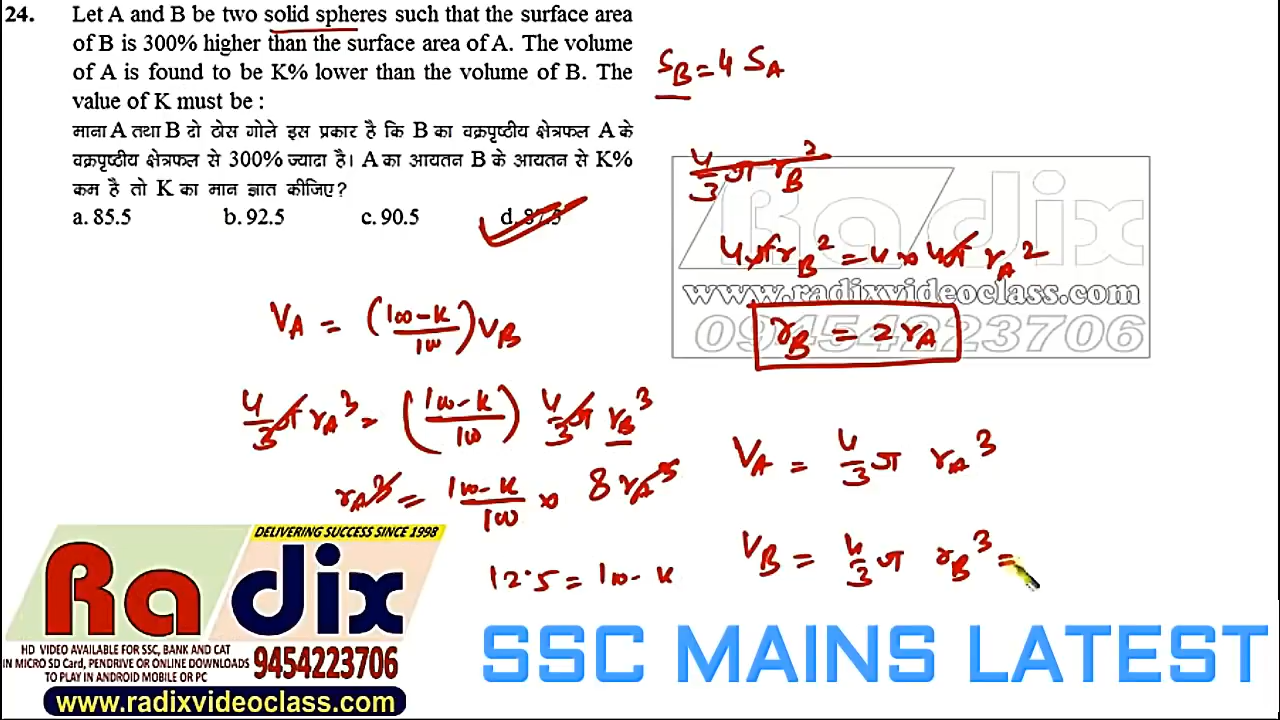 24. Let A and B be two solid spheres such that the surface area
of B is 300% higher than the surface area of A. The volume
of A is found to be K% lower than the volume of B. The
value of K must be :
माना A तथा B दो ठोस गोले इस प्रकार है कि B का वक्रपृष्ठीय क्षेत्रफल A के
वक्रपृष्ठीय क्षेत्रफल से 300% ज्यादा है। A का आयतन B के आयतन से K%
कम है तो K का मान ज्ञात कीजिए?
a. 85.5 b. 92.5 c. 90.5 d. 87.5
S_B = 4 S_A
4/3 π r_B^2
4πr_B^2 = 4 × 4π r_A^2
r_B = 2 r_A
Radix
www.radixvideoclass.com
09454223706
V_A = (100-K/100) V_B
4/3 π r_A^3 = (100-K/100) 4/3 π r_B^3
r_A^3 = 100-K/100 × 8 r_A^3
12.5 = 100-K
V_A = 4/3 π r_A^3
V_B = 4/3 π r_B^3 =
DELIVERING SUCCESS SINCE 1998
Radix
HD VIDEO AVAILABLE FOR SSC, BANK AND CAT
IN MICRO SD Card, PENDRIVE OR ONLINE DOWNLOADS
TO PLAY IN ANDROID MOBILE OR PC
9454223706
www.radixvideoclass.com
SSC MAINS LATEST